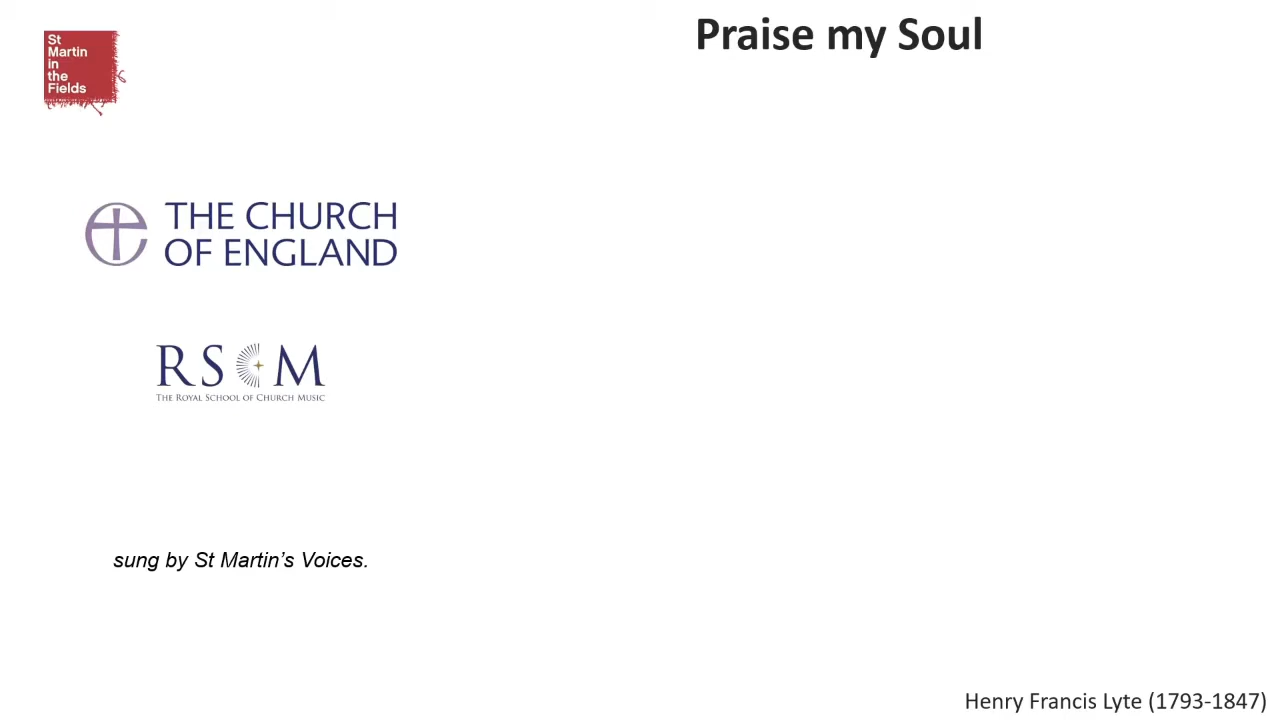 Praise my Soul
St
Martin
in
the
Fields
THE CHURCH
OF ENGLAND
RSCM
THE ROYAL SCHOOL OF CHURCH MUSIC
sung by St Martin’s Voices.
Henry Francis Lyte (1793-1847)